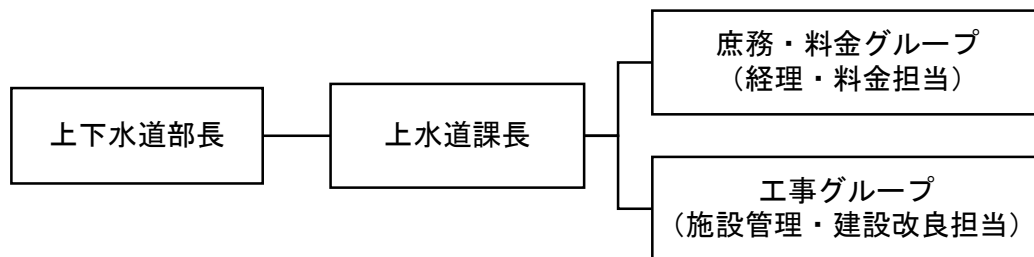 上下水道部長
上水道課長
庶務・料金グループ
(経理・料金担当)
工事グループ
(施設管理・建設改良担当)